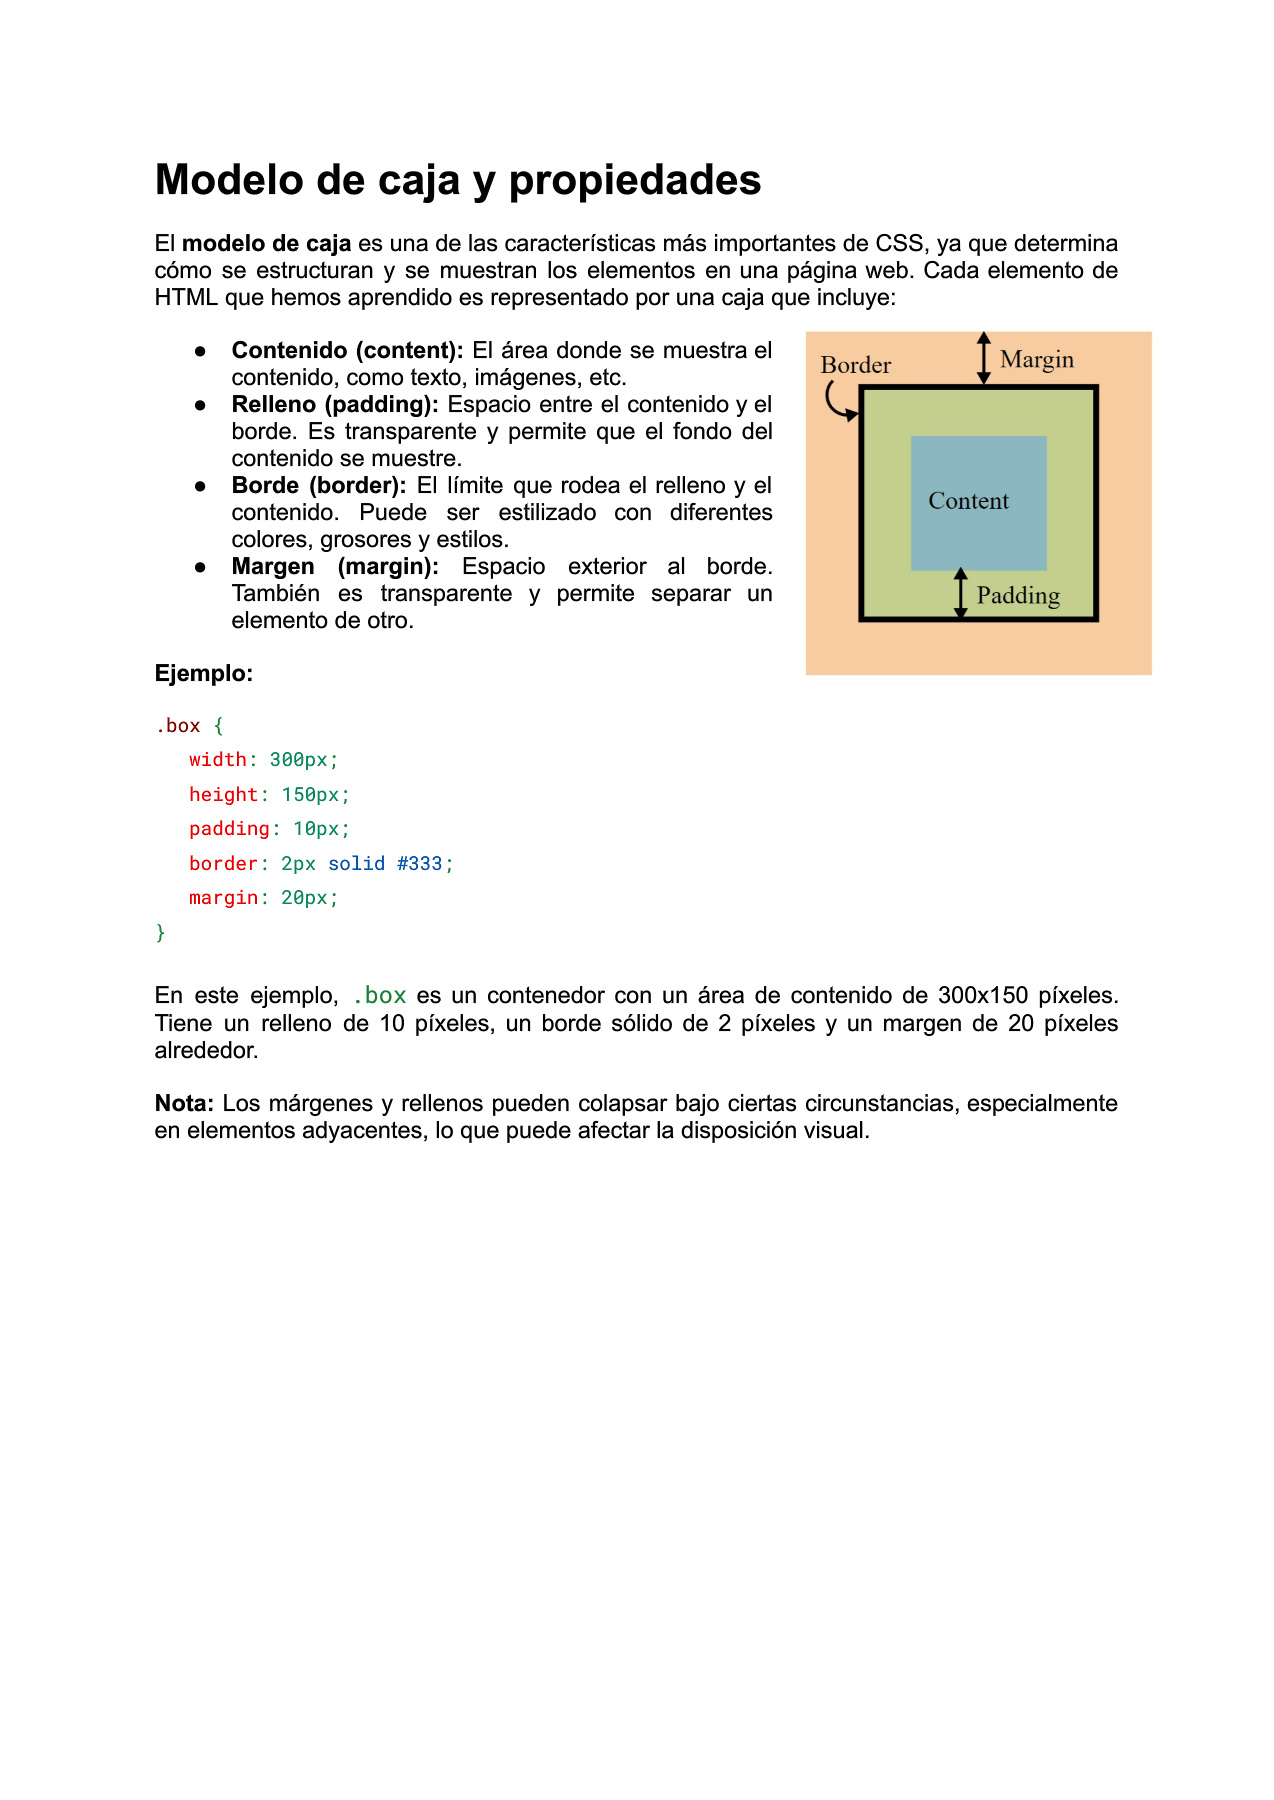 Modelo de caja y propiedades
El modelo de caja es una de las características más importantes de CSS, ya que determina
cómo se estructuran y se muestran los elementos en una página web. Cada elemento de
HTML que hemos aprendido es representado por una caja que incluye:
● Contenido (content): El área donde se muestra el
contenido, como texto, imágenes, etc.
● Relleno (padding): Espacio entre el contenido y el
borde. Es transparente y permite que el fondo del
contenido se muestre.
● Borde (border): El límite que rodea el relleno y el
contenido. Puede ser estilizado con diferentes
colores, grosores y estilos.
● Margen (margin): Espacio exterior al borde.
También es transparente y permite separar un
elemento de otro.
Border
Margin
Content
Padding
Ejemplo:
.box {
width: 300px;
height: 150px;
padding: 10px;
border: 2px solid #333;
margin: 20px;
}
En este ejemplo, .box es un contenedor con un área de contenido de 300x150 píxeles.
Tiene un relleno de 10 píxeles, un borde sólido de 2 píxeles y un margen de 20 píxeles
alrededor.
Nota: Los márgenes y rellenos pueden colapsar bajo ciertas circunstancias, especialmente
en elementos adyacentes, lo que puede afectar la disposición visual.